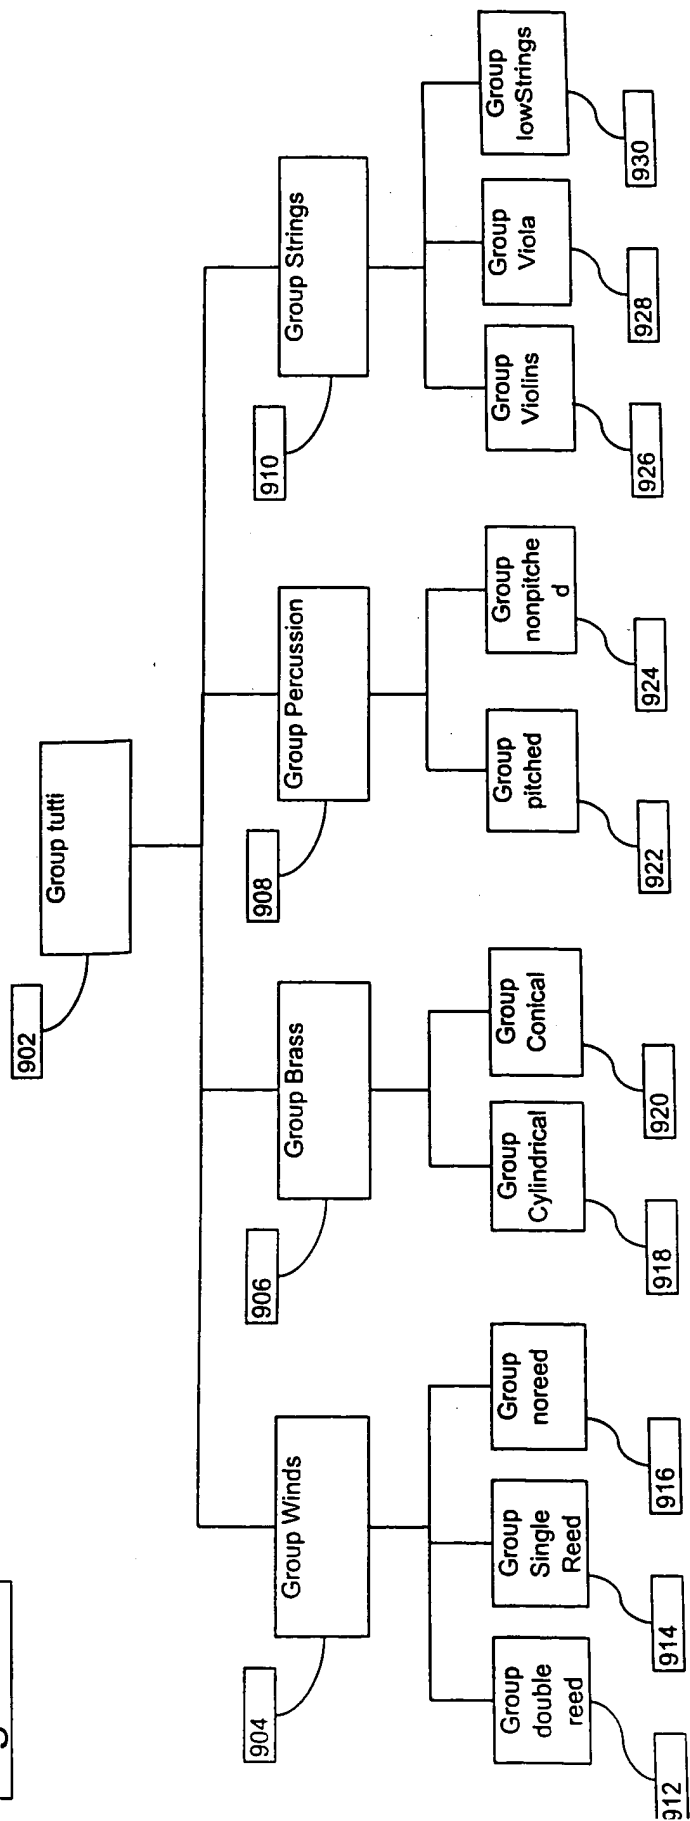 902
Group tutti
904
Group Winds
906
Group Brass
908
Group Percussion
910
Group Strings
Group
double
reed
Group
Single
Reed
Group
noreed
Group
Cylindrical
Group
Conical
Group
pitched
Group
nonpitche
d
Group
Violins
Group
Viola
Group
lowStrings
912
914
916
918
920
922
924
926
928
930